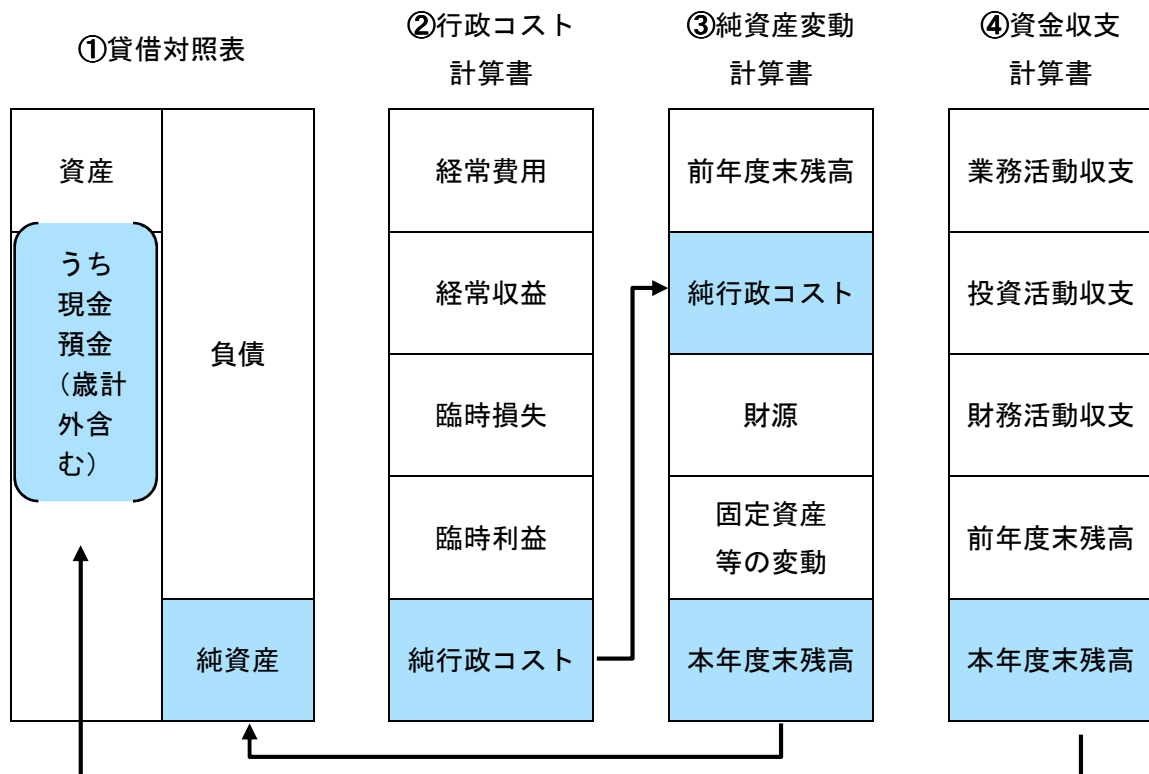 ①貸借対照表
②行政コスト
計算書
③純資産変動
計算書
④資金収支
計算書
資産
うち
現金
預金
（歳計
外含
む）
負債
純資産
経常費用
経常収益
臨時損失
臨時利益
純行政コスト
前年度末残高
純行政コスト
財源
固定資産
等の変動
本年度末残高
業務活動収支
投資活動収支
財務活動収支
前年度末残高
本年度末残高